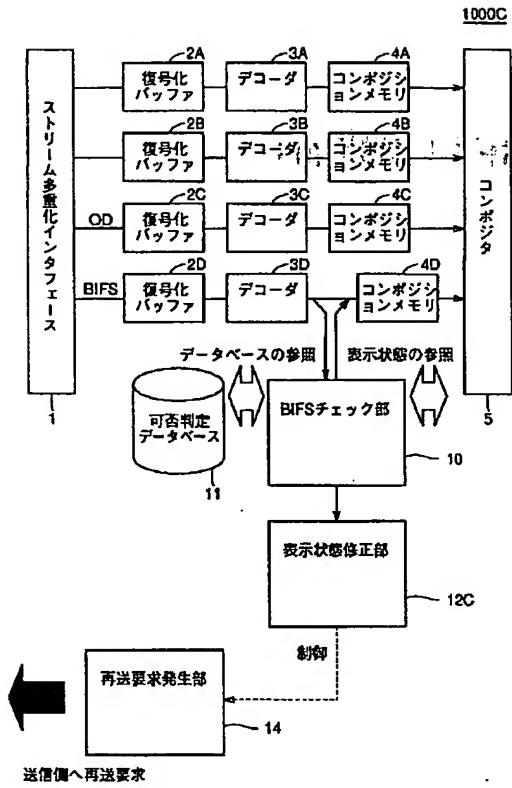 1000C
2A
3A
4A
復号化
バッファ
デコーダ
コンポジシ
ョンメモリ
2B
3B
4B
復号化
バッファ
デコーダ
コンポジシ
ョンメモリ
2C
3C
4C
OD
復号化
バッファ
デコーダ
コンポジシ
ョンメモリ
2D
3D
4D
BIFS
復号化
バッファ
デコーダ
コンポジシ
ョンメモリ
ストリーム多重化インタフェース
コンポジタ
1
5
データベースの参照
表示状態の参照
可否判定
データベース
11
BIFSチェック部
10
表示状態修正部
12C
制御
再送要求発生部
14
送信側へ再送要求